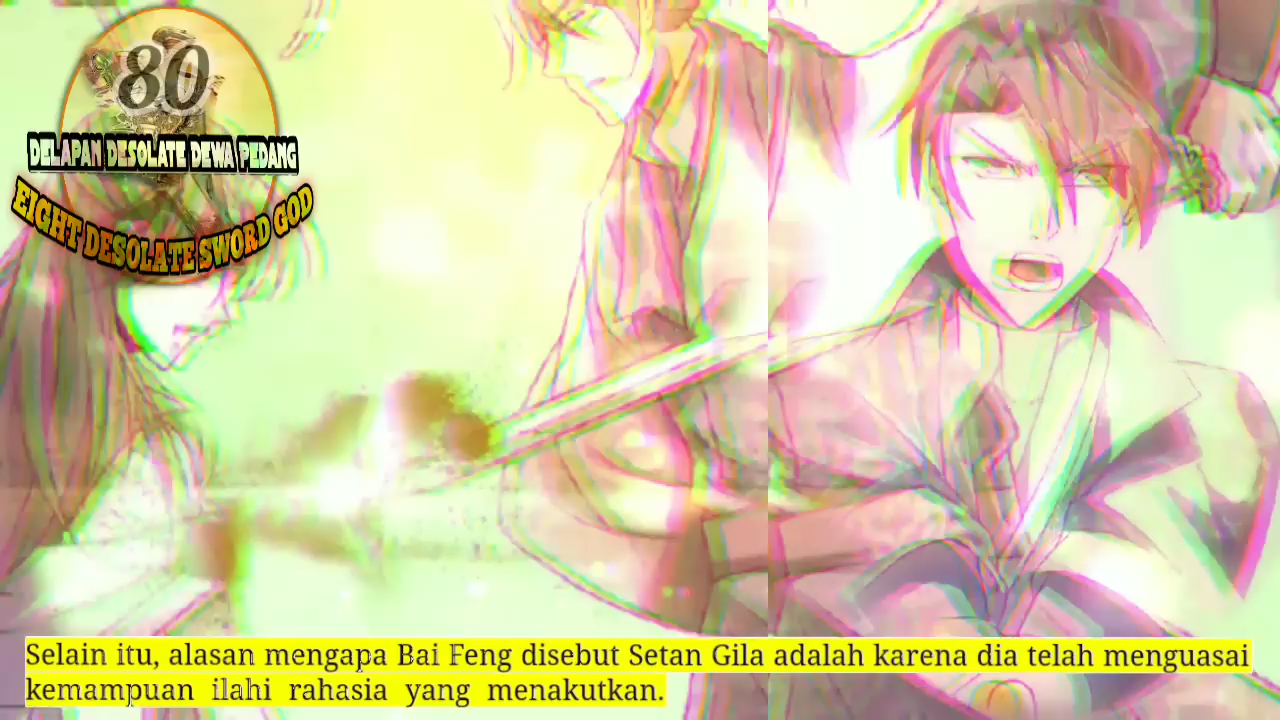 80
DELAPAN DESOLATE DEWA PEDANG
EIGHT DESOLATE SWORD GOD
Selain itu, alasan mengapa Bai Feng disebut Setan Gila adalah karena dia telah menguasai
kemampuan ilahi rahasia yang menakutkan.